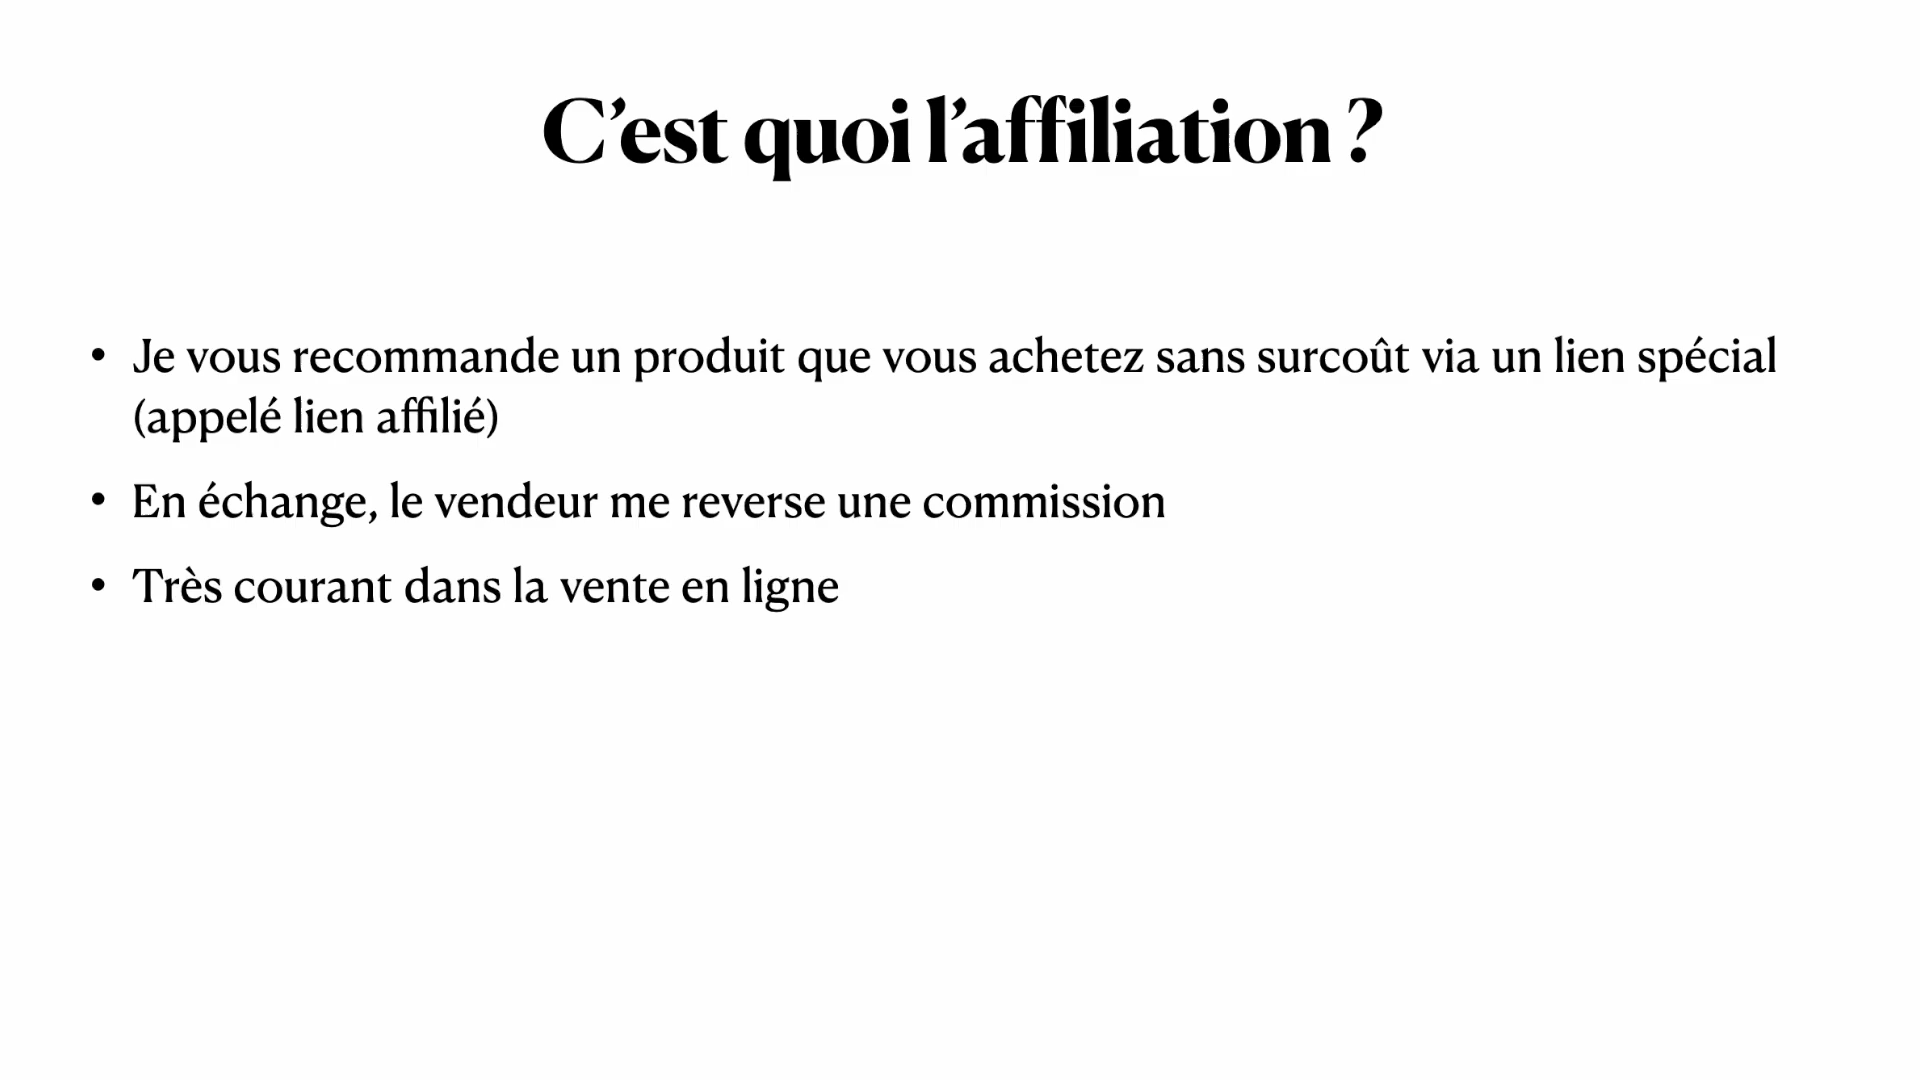 C’est quoi l’affiliation ?
• Je vous recommande un produit que vous achetez sans surcoût via un lien spécial
(appelé lien affilié)
• En échange, le vendeur me reverse une commission
• Très courant dans la vente en ligne